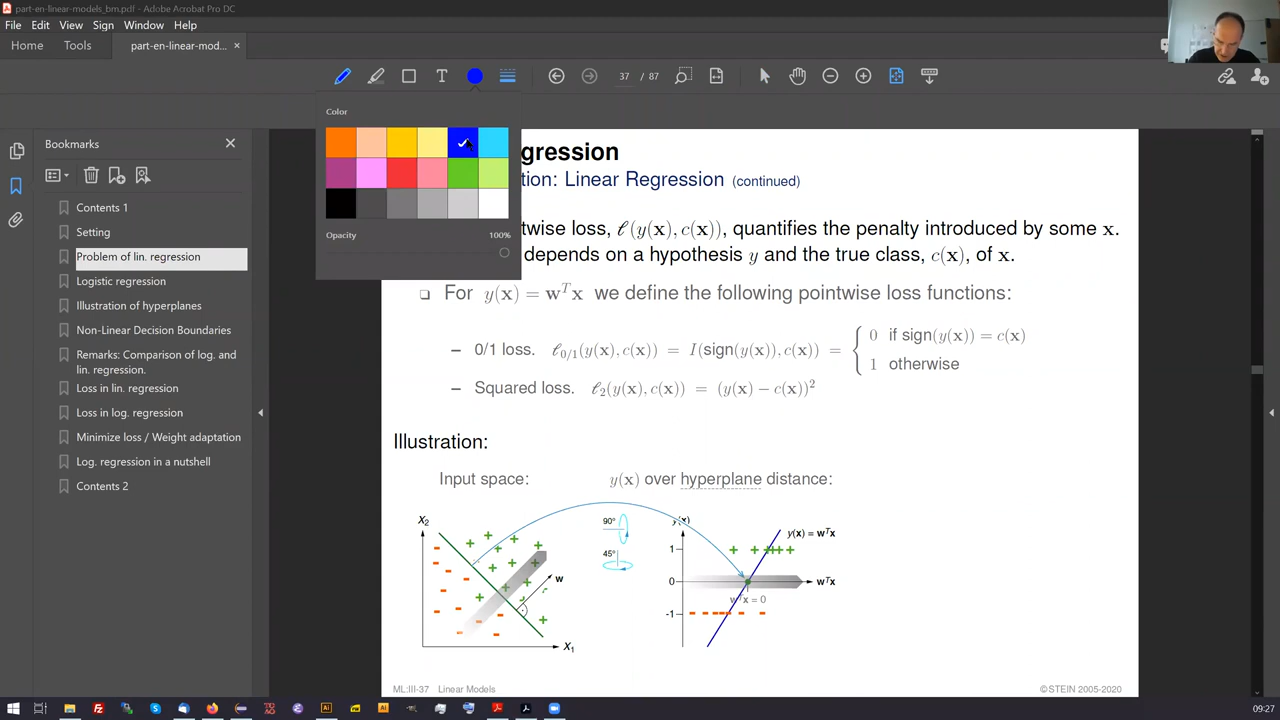 part-en-linear-models_bm.pdf - Adobe Acrobat Pro DC
File Edit View Sign Window Help
Home Tools part-en-linear-mod... ×
37 / 87
Color
Opacity 100%
Bookmarks
Contents 1
Setting
Problem of lin. regression
Logistic regression
Illustration of hyperplanes
Non-Linear Decision Boundaries
Remarks: Comparison of log. and
lin. regression.
Loss in lin. regression
Loss in log. regression
Minimize loss / Weight adaptation
Log. regression in a nutshell
Contents 2
gression
tion: Linear Regression (continued)
twise loss, ℓ(y(x), c(x)), quantifies the penalty introduced by some x.
depends on a hypothesis y and the true class, c(x), of x.
❑ For y(x) = wᵀx we define the following pointwise loss functions:
– 0/1 loss. ℓ₀/₁(y(x), c(x)) = I(sign(y(x)), c(x)) = { 0 if sign(y(x)) = c(x)
1 otherwise
– Squared loss. ℓ₂(y(x), c(x)) = (y(x) − c(x))²
Illustration:
Input space: y(x) over hyperplane distance:
X₂ 90° y(x) y(x) = wᵀx
45° 1
w 0 wᵀx
wᵀx = 0
-1
X₁
ML:III-37 Linear Models ©STEIN 2005-2020
09:27